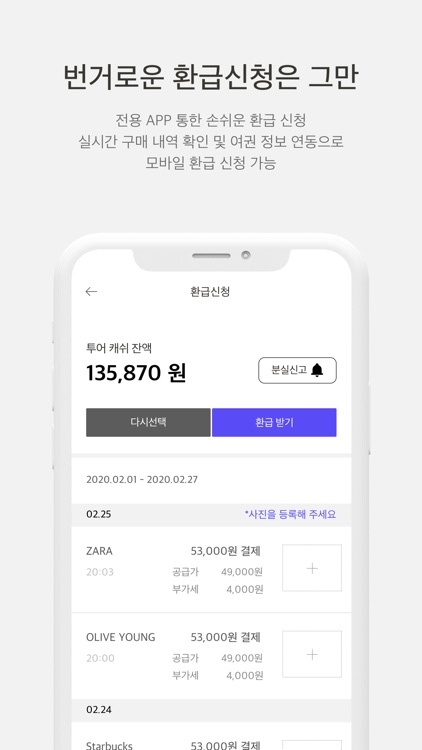 번거로운 환급신청은 그만
전용 APP 통한 손쉬운 환급 신청
실시간 구매 내역 확인 및 여권 정보 연동으로
모바일 환급 신청 가능
환급신청
투어 캐쉬 잔액
135,870 원
분실신고
다시선택
환급 받기
2020.02.01 - 2020.02.27
02.25
*사진을 등록해 주세요
ZARA
53,000원 결제
20:03
공급가 49,000원
부가세 4,000원
OLIVE YOUNG
53,000원 결제
20:00
공급가 49,000원
부가세 4,000원
02.24
Starbucks
53,000원 결제